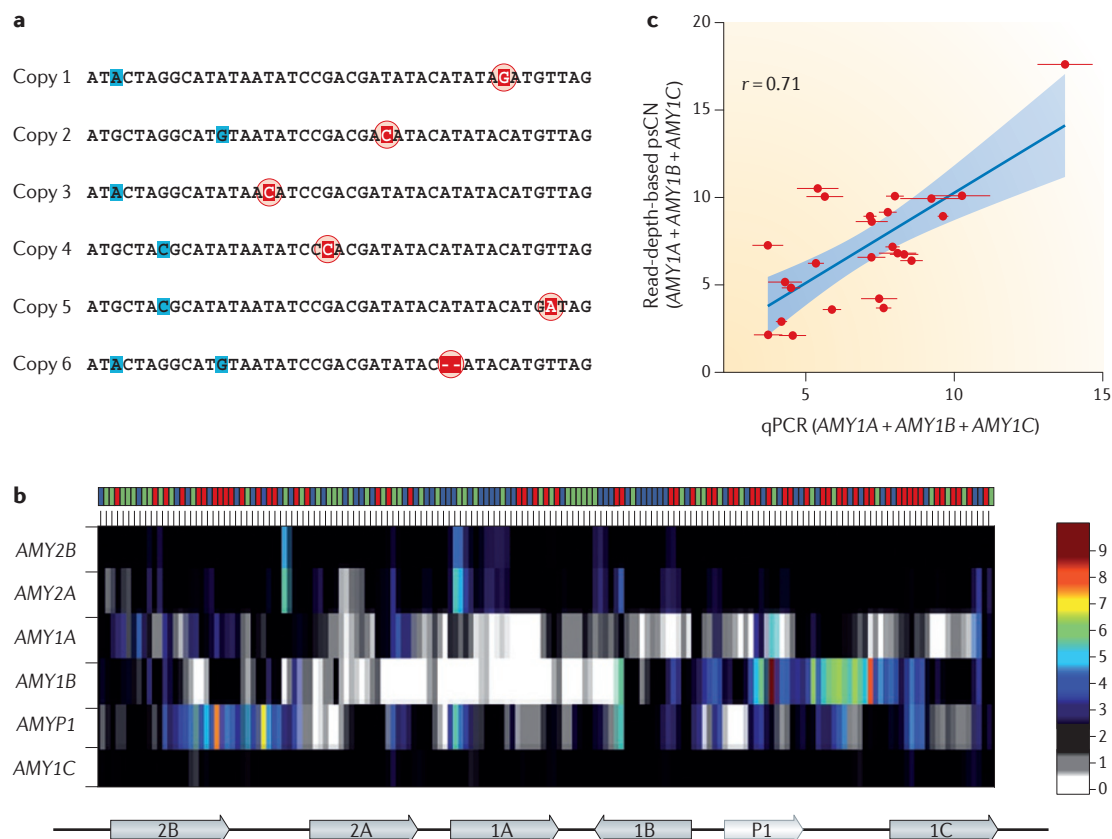 a
Copy 1 ATACTAGGCATATAATATCCGACGATATACATATAGATGTTAG
Copy 2 ATGCTAGGCATGTAATATCCGACGACATACATATACATGTTAG
Copy 3 ATACTAGGCATATAACATCCGACGATATACATATACATGTTAG
Copy 4 ATGCTACGCATATAATATCCCACGATATACATATACATGTTAG
Copy 5 ATGCTACGCATATAATATCCGACGATATACATATACATGATAG
Copy 6 ATACTAGGCATGTAATATCCGACGATATAC--ATACATGTTAG
c
Read-depth-based psCN
(AMY1A + AMY1B + AMY1C)
20
15
10
5
0
r = 0.71
5 10 15
qPCR (AMY1A + AMY1B + AMY1C)
b
AMY2B
AMY2A
AMY1A
AMY1B
AMYP1
AMY1C
9
8
7
6
5
4
3
2
1
0
2B 2A 1A 1B P1 1C